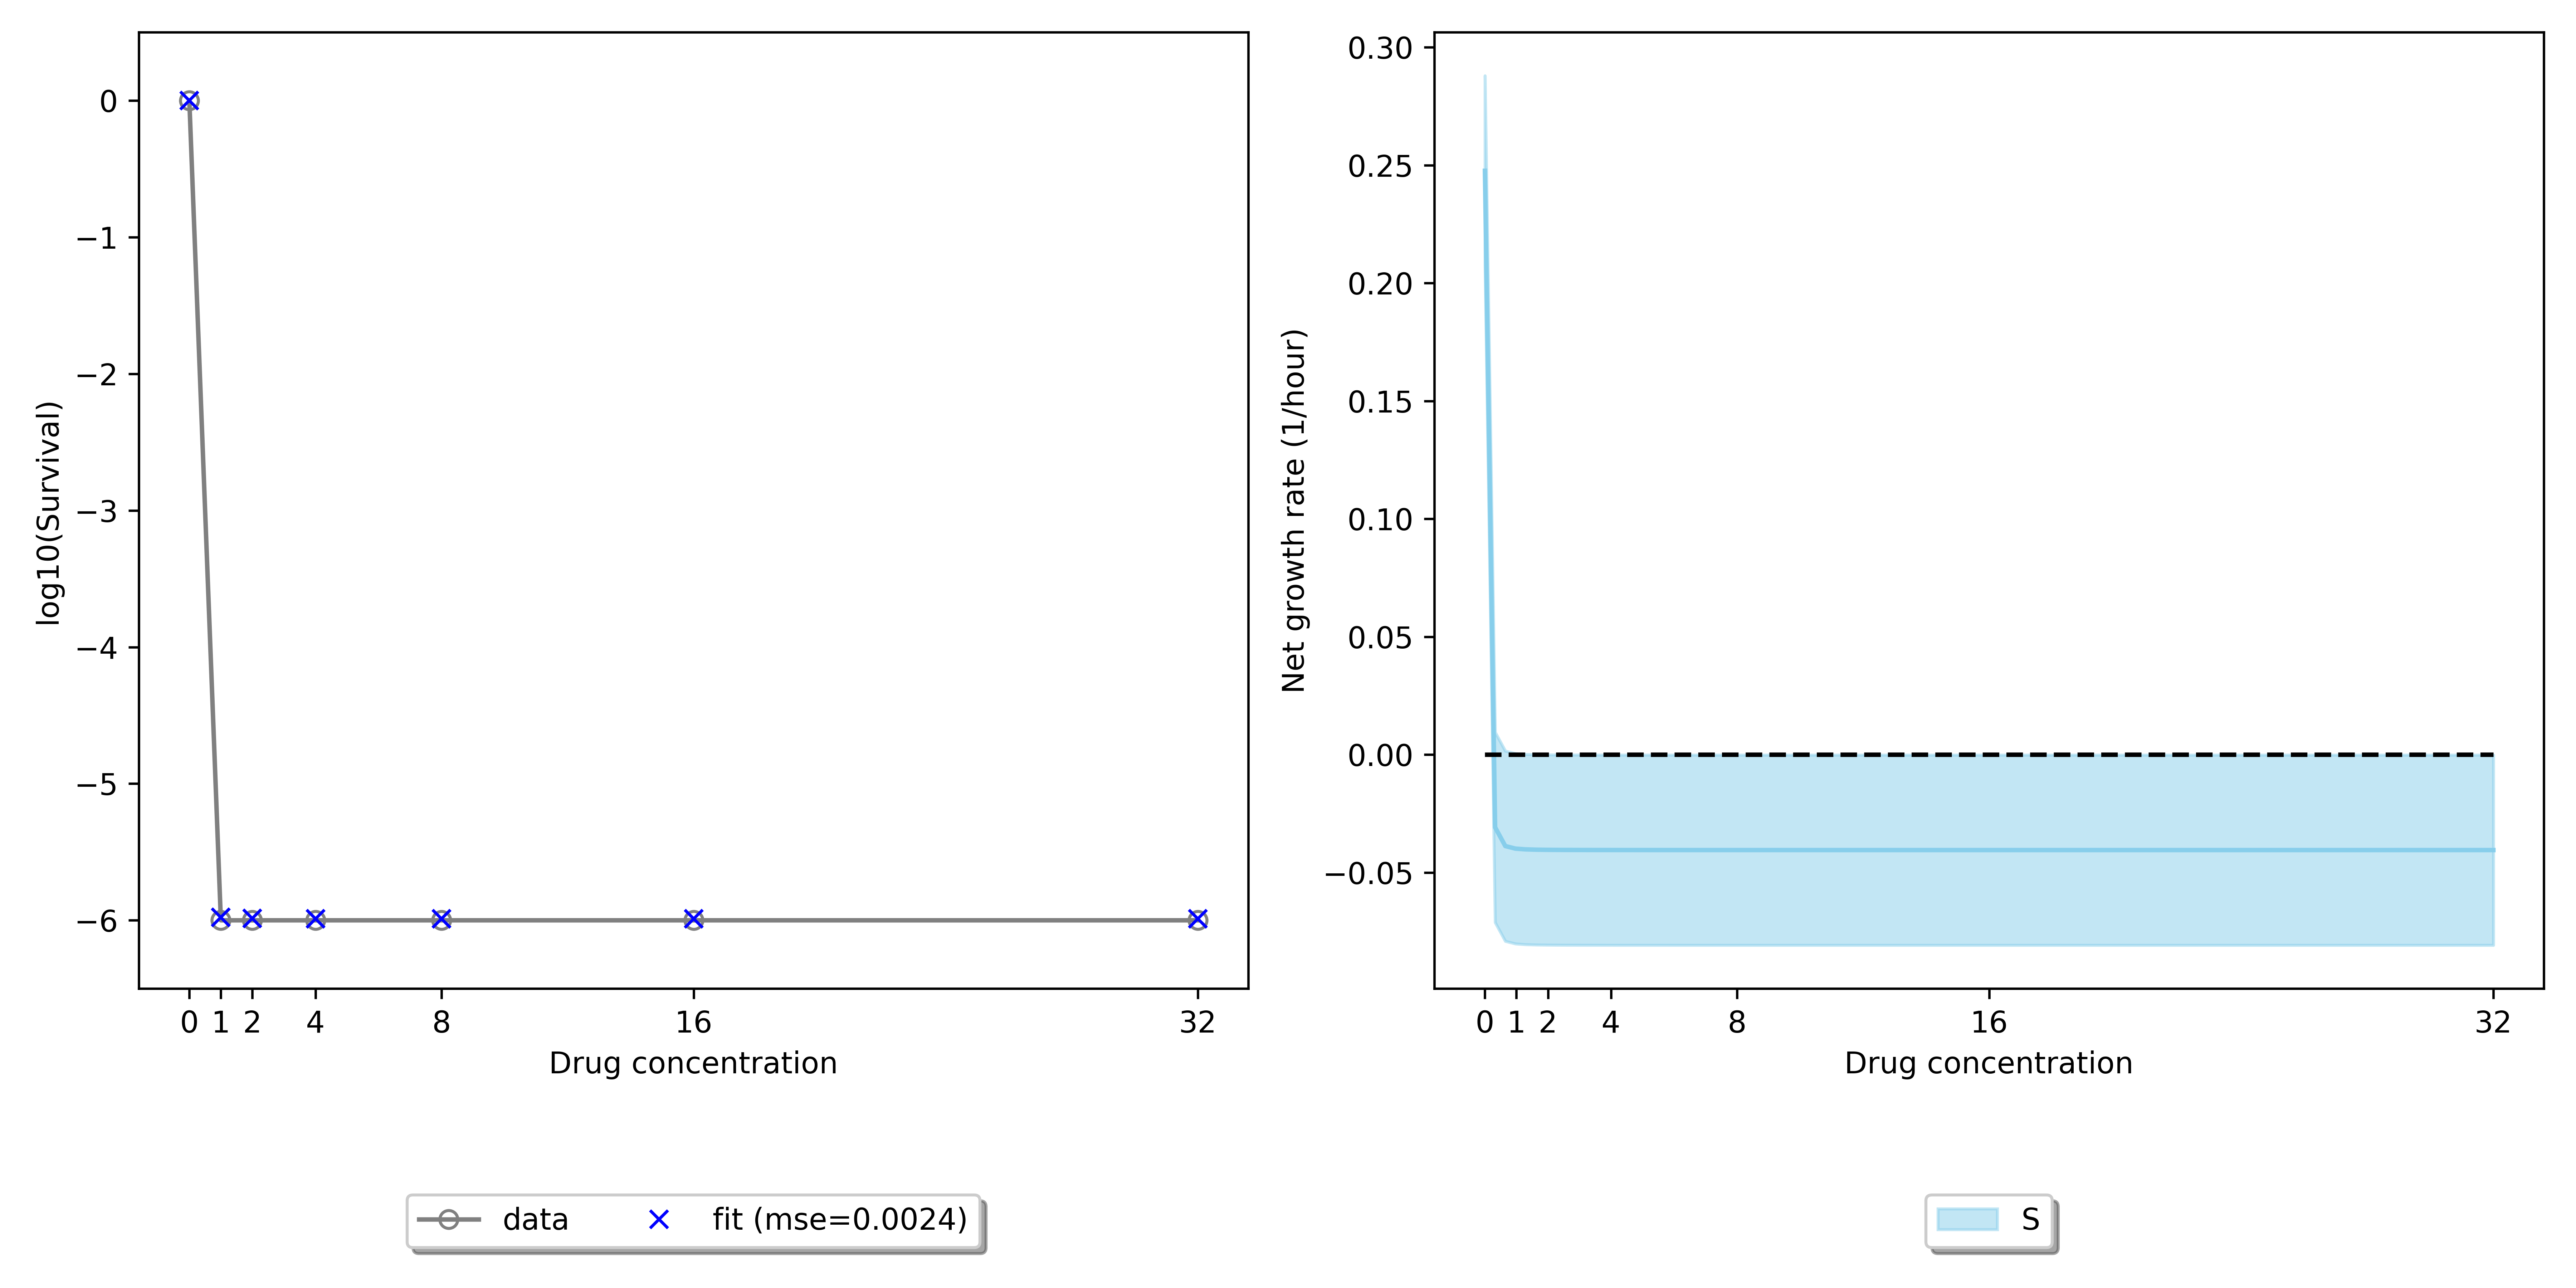 0
−1
−2
−3
−4
−5
−6
log10(Survival)
0 1 2 4 8 16 32
Drug concentration
data fit (mse=0.0024)
0.30
0.25
0.20
0.15
0.10
0.05
0.00
−0.05
Net growth rate (1/hour)
0 1 2 4 8 16 32
Drug concentration
S